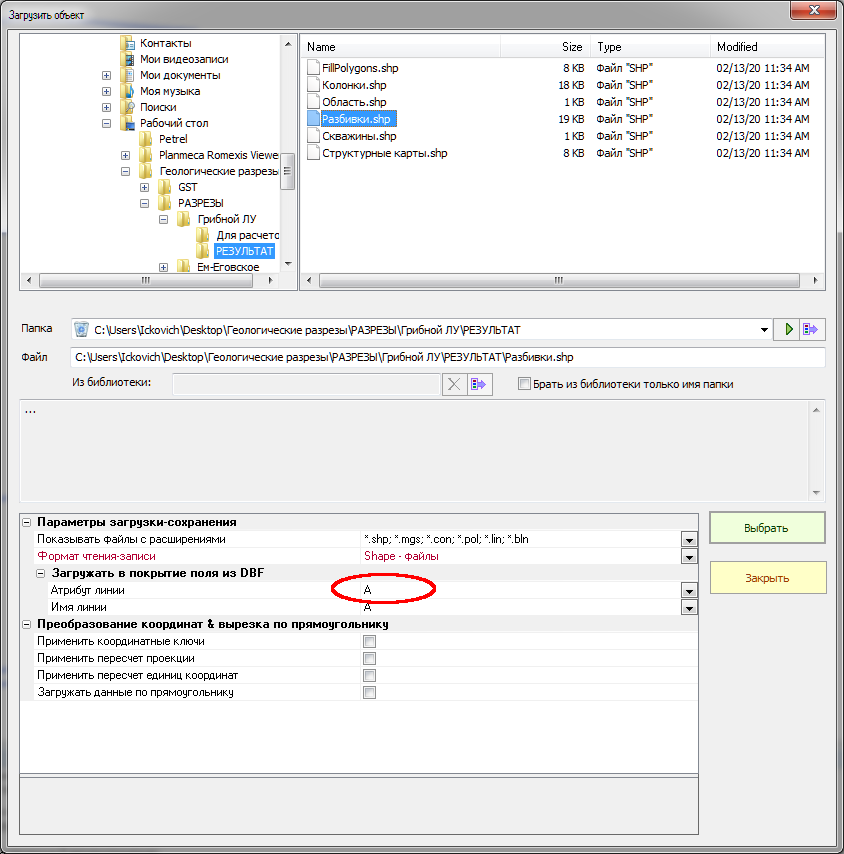 Загрузить объект
Контакты
Мои видеозаписи
Мои документы
Моя музыка
Поиски
Рабочий стол
Petrel
Planmeca Romexis Viewer
Геологические разрезы
GST
РАЗРЕЗЫ
Грибной ЛУ
Для расчето
РЕЗУЛЬТАТ
Ем-Еговское
Name Size Type Modified
FillPolygons.shp 8 KB Файл "SHP" 02/13/20 11:34 AM
Колонки.shp 18 KB Файл "SHP" 02/13/20 11:34 AM
Область.shp 1 KB Файл "SHP" 02/13/20 11:34 AM
Разбивки.shp 19 KB Файл "SHP" 02/13/20 11:34 AM
Скважины.shp 1 KB Файл "SHP" 02/13/20 11:34 AM
Структурные карты.shp 8 KB Файл "SHP" 02/13/20 11:34 AM
Папка C:\Users\Ickovich\Desktop\Геологические разрезы\РАЗРЕЗЫ\Грибной ЛУ\РЕЗУЛЬТАТ
Файл C:\Users\Ickovich\Desktop\Геологические разрезы\РАЗРЕЗЫ\Грибной ЛУ\РЕЗУЛЬТАТ\Разбивки.shp
Из библиотеки: Брать из библиотеки только имя папки
...
Параметры загрузки-сохранения
Показывать файлы с расширениями *.shp; *.mgs; *.con; *.pol; *.lin; *.bln
Формат чтения-записи Shape - файлы
Загружать в покрытие поля из DBF
Атрибут линии A
Имя линии A
Преобразование координат & вырезка по прямоугольнику
Применить координатные ключи
Применить пересчет проекции
Применить пересчет единиц координат
Загружать данные по прямоугольнику
Выбрать
Закрыть